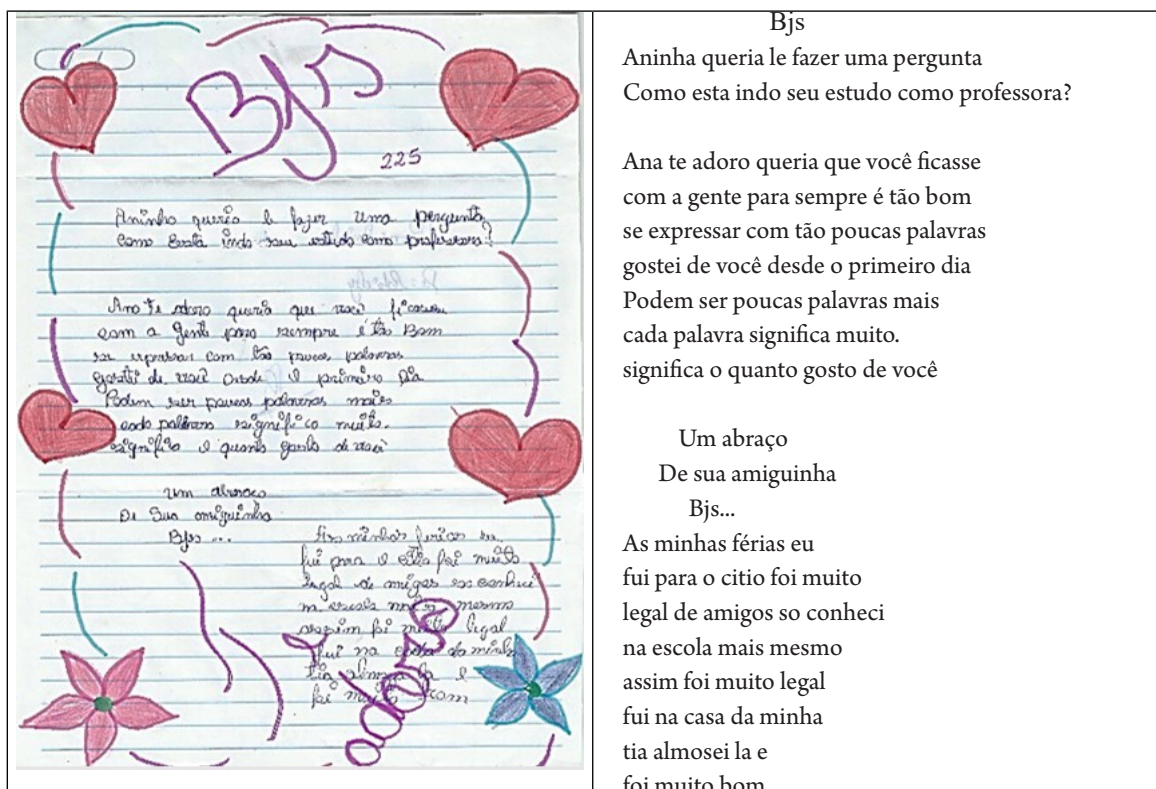 Bjs
225
Aninha queria le fazer uma pergunta
como está indo seu estudo como professora?
Ana te adoro queria que você ficasse
com a gente para sempre é tão Bom
se expressar com tão poucas palavras
gostei de você desde o primeiro dia
Podem ser poucas palavras mais
cada palavra significa muito.
significa o quanto gosto de você
Um abraço
De Sua amiguinha
Bjs ...
As minhas férias eu
fui para o citio foi muito
legal de amigos so conheci
na escola mais mesmo
assim foi muito legal
fui na casa da minha
tia la e
foi muito bom
Bjs
Aninha queria le fazer uma pergunta
Como esta indo seu estudo como professora?
Ana te adoro queria que você ficasse
com a gente para sempre é tão bom
se expressar com tão poucas palavras
gostei de você desde o primeiro dia
Podem ser poucas palavras mais
cada palavra significa muito.
significa o quanto gosto de você
Um abraço
De sua amiguinha
Bjs...
As minhas férias eu
fui para o citio foi muito
legal de amigos so conheci
na escola mais mesmo
assim foi muito legal
fui na casa da minha
tia almosei la e
foi muito bom